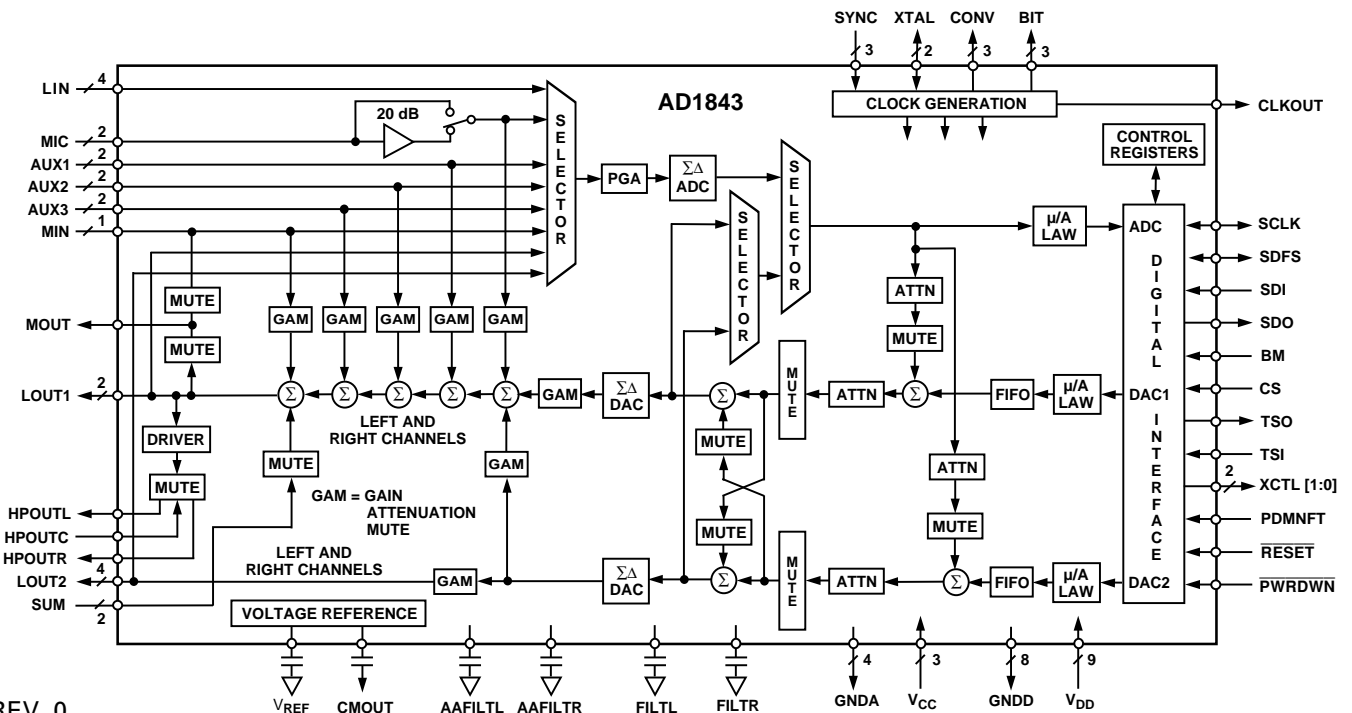 SYNC XTAL CONV BIT
3 2 3 3
LIN 4
AD1843
CLOCK GENERATION
CLKOUT
20 dB
MIC 2
AUX1 2
AUX2 2
AUX3 2
MIN 1
SELECTOR
PGA
ΣΔ
ADC
SELECTOR
SELECTOR
CONTROL
REGISTERS
µ/A
LAW
ADC
SCLK
SDFS
SDI
SDO
BM
CS
TSO
TSI
2 XCTL [1:0]
PDMNFT
RESET
PWRDWN
DIGITAL
INTERFACE
MUTE
MOUT
MUTE
GAM GAM GAM GAM GAM
ATTN
MUTE
LOUT1 2
Σ Σ Σ Σ Σ
GAM
ΣΔ
DAC
Σ
MUTE
ATTN
Σ
FIFO
µ/A
LAW
DAC1
LEFT AND
RIGHT CHANNELS
DRIVER
MUTE
MUTE
GAM
MUTE
ATTN
MUTE
GAM = GAIN
ATTENUATION
MUTE
MUTE
HPOUTL
HPOUTC
HPOUTR
LEFT AND
RIGHT CHANNELS
LOUT2 4
GAM
ΣΔ
DAC
Σ
MUTE
ATTN
Σ
FIFO
µ/A
LAW
DAC2
SUM 2
VOLTAGE REFERENCE
4 3 8 9
VREF CMOUT AAFILTL AAFILTR FILTL FILTR GNDA VCC GNDD VDD
REV. 0